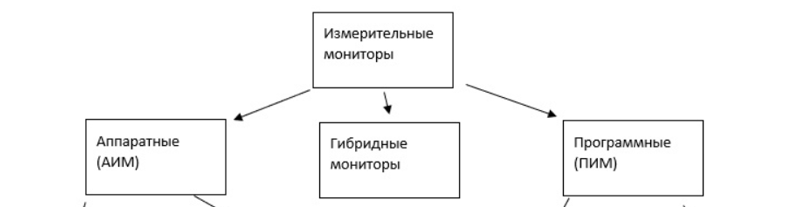 Измерительные
мониторы
Аппаратные
(АИМ)
Гибридные
мониторы
Программные
(ПИМ)